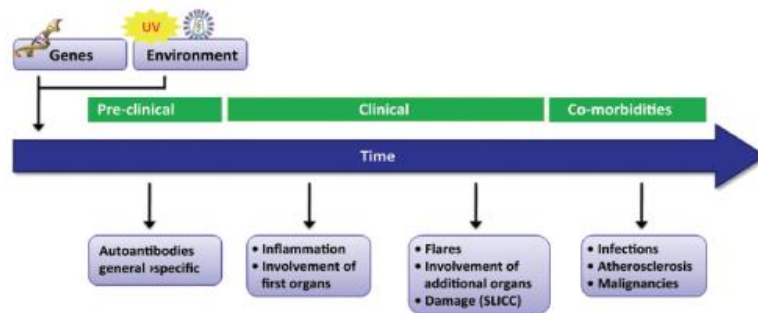 UV
Genes
Environment
Pre-clinical
Clinical
Co-morbidities
Time
Autoantibodies
general ›specific
• Inflammation
• Involvement of
first organs
• Flares
• Involvement of
additional organs
• Damage (SLICC)
• Infections
• Atherosclerosis
• Malignancies